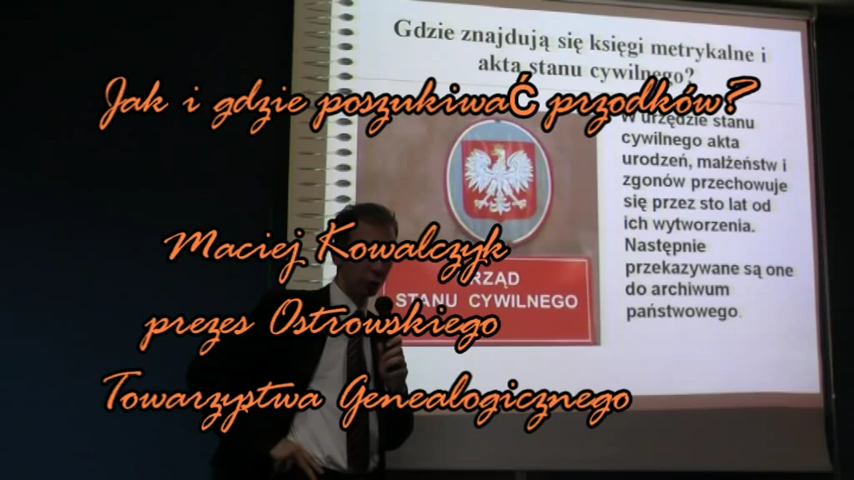 Gdzie znajdują się księgi metrykalne i
akta stanu cywilnego?
Jak i gdzie poszukiwaĆ przodków?
W urzędzie stanu
cywilnego akta
urodzeń, małżeństw i
zgonów przechowuje
się przez sto lat od
ich wytworzenia.
Następnie
przekazywane są one
do archiwum
państwowego.
RZĄD
STANU CYWILNEGO
Maciej Kowalczyk
prezes Ostrowskiego
Towarzystwa Genealogicznego